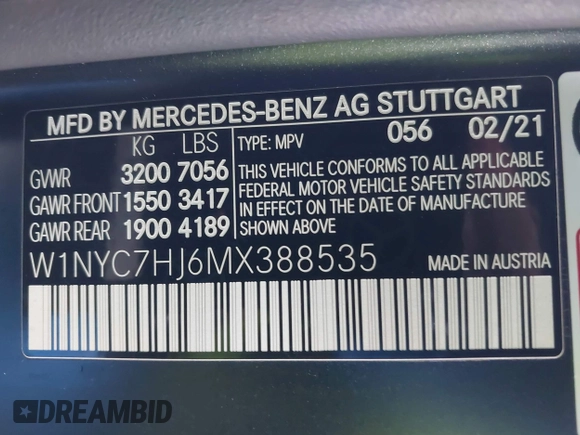 MFD BY MERCEDES-BENZ AG STUTTGART
KG LBS TYPE: MPV 056 02/21
GVWR 3200 7056
GAWR FRONT 1550 3417
GAWR REAR 1900 4189
THIS VEHICLE CONFORMS TO ALL APPLICABLE
FEDERAL MOTOR VEHICLE SAFETY STANDARDS
IN EFFECT ON THE DATE OF MANUFACTURE
SHOWN ABOVE
W1NYC7HJ6MX388535 MADE IN AUSTRIA
DREAMBID